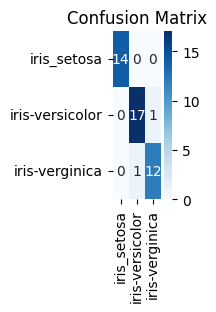 Confusion Matrix
iris_setosa 14 0 0
iris-versicolor 0 17 1
iris-verginica 0 1 12
iris_setosa
iris-versicolor
iris-verginica
15
10
5
0